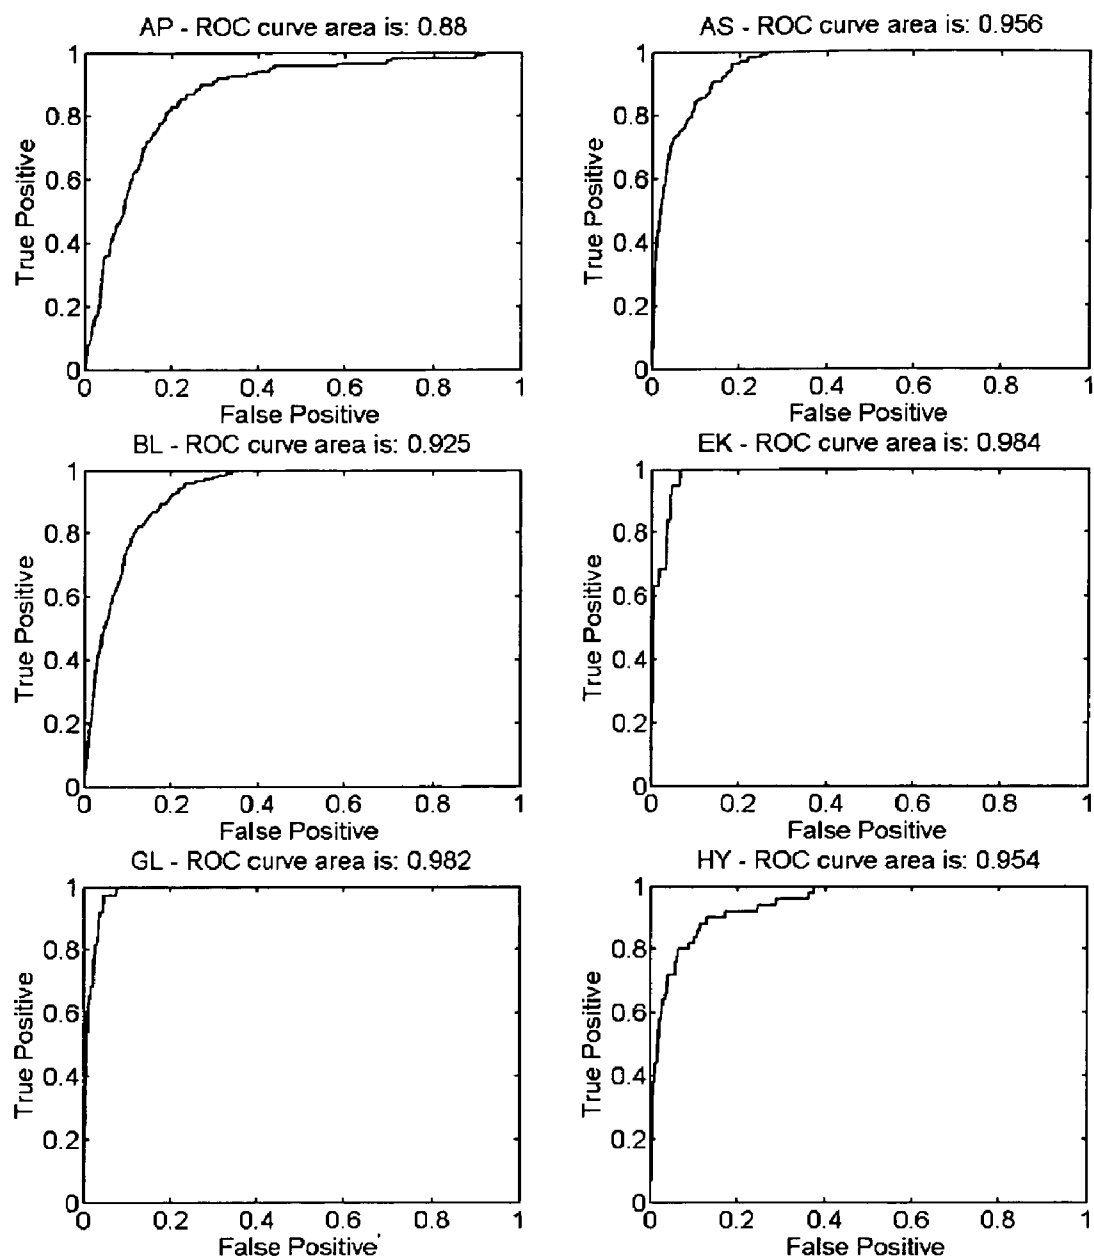 AP - ROC curve area is: 0.88
1
0.8
0.6
0.4
0.2
0
True Positive
0 0.2 0.4 0.6 0.8 1
False Positive
AS - ROC curve area is: 0.956
1
0.8
0.6
0.4
0.2
0
True Positive
0 0.2 0.4 0.6 0.8 1
False Positive
BL - ROC curve area is: 0.925
1
0.8
0.6
0.4
0.2
0
True Positive
0 0.2 0.4 0.6 0.8 1
False Positive
EK - ROC curve area is: 0.984
1
0.8
0.6
0.4
0.2
0
True Positive
0 0.2 0.4 0.6 0.8 1
False Positive
GL - ROC curve area is: 0.982
1
0.8
0.6
0.4
0.2
0
True Positive
0 0.2 0.4 0.6 0.8 1
False Positive
HY - ROC curve area is: 0.954
1
0.8
0.6
0.4
0.2
0
True Positive
0 0.2 0.4 0.6 0.8 1
False Positive